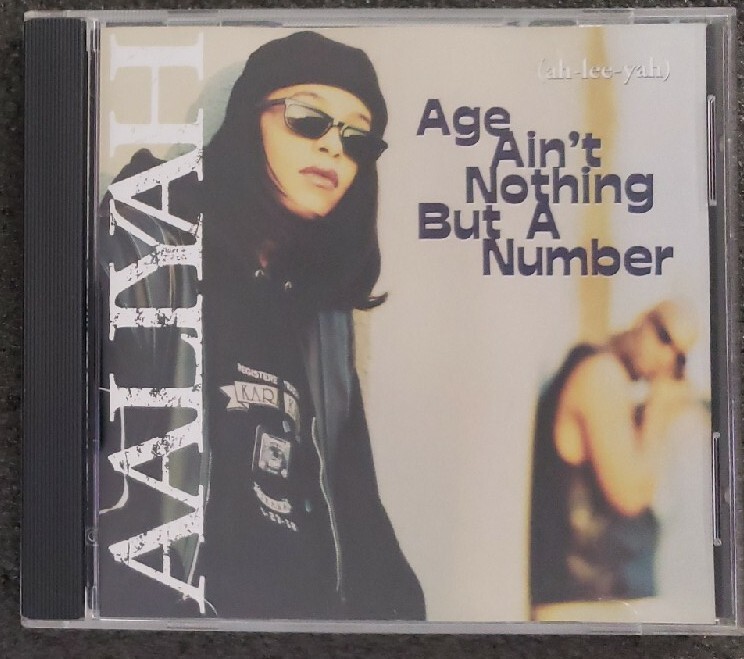 AALIYAH
(ah-lee-yah)
Age
Ain't
Nothing
But A
Number